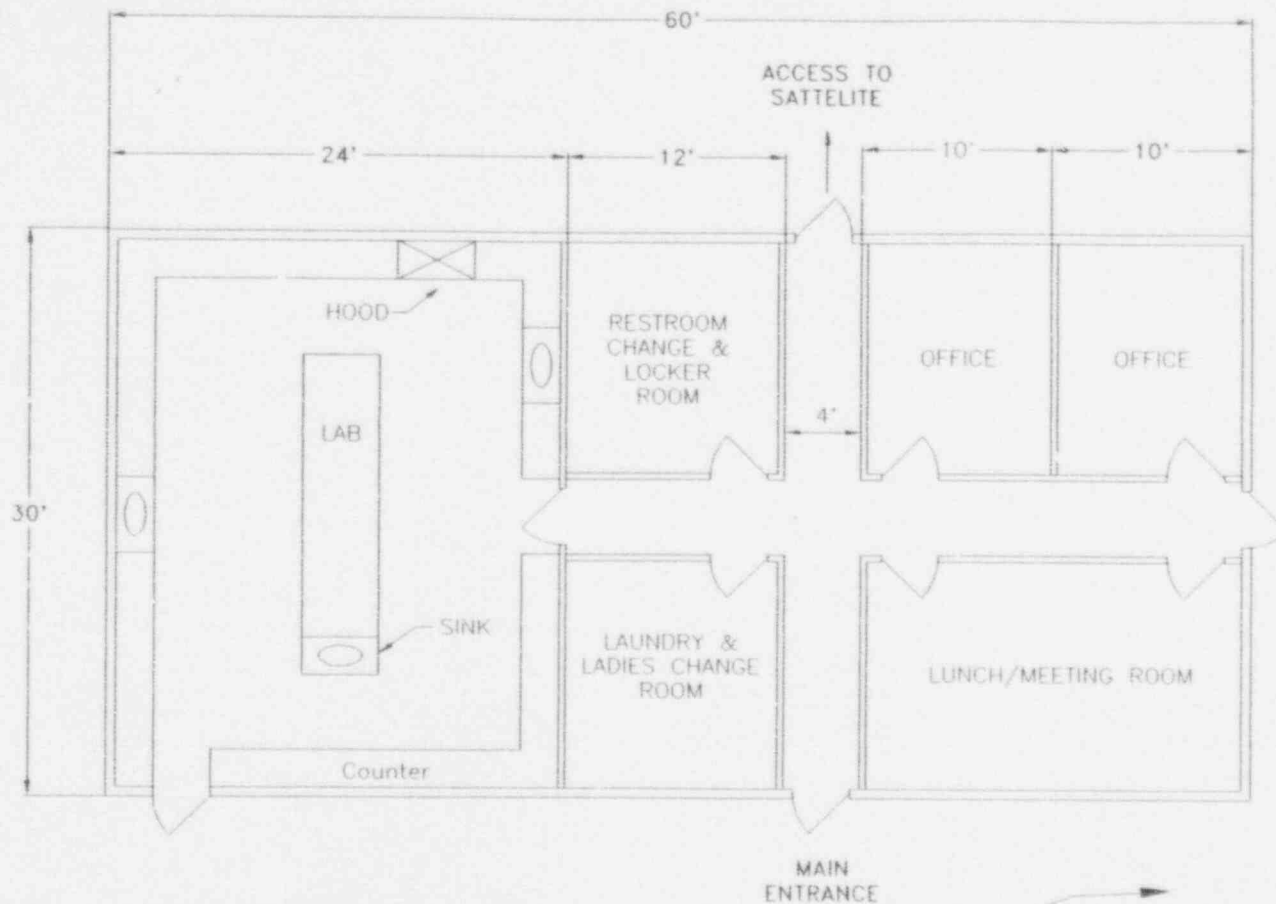 60'
ACCESS TO
SATTELITE
24'
12'
10'
10'
HOOD
RESTROOM
CHANGE &
LOCKER
ROOM
OFFICE
OFFICE
LAB
4'
30'
SINK
LAUNDRY &
LADIES CHANGE
ROOM
LUNCH/MEETING ROOM
Counter
MAIN
ENTRANCE